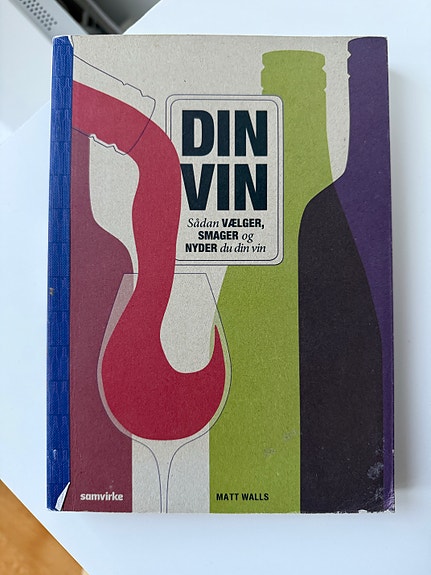 DIN
VIN
Sådan VÆLGER,
SMAGER og
NYDER du din vin
samvirke
MATT WALLS